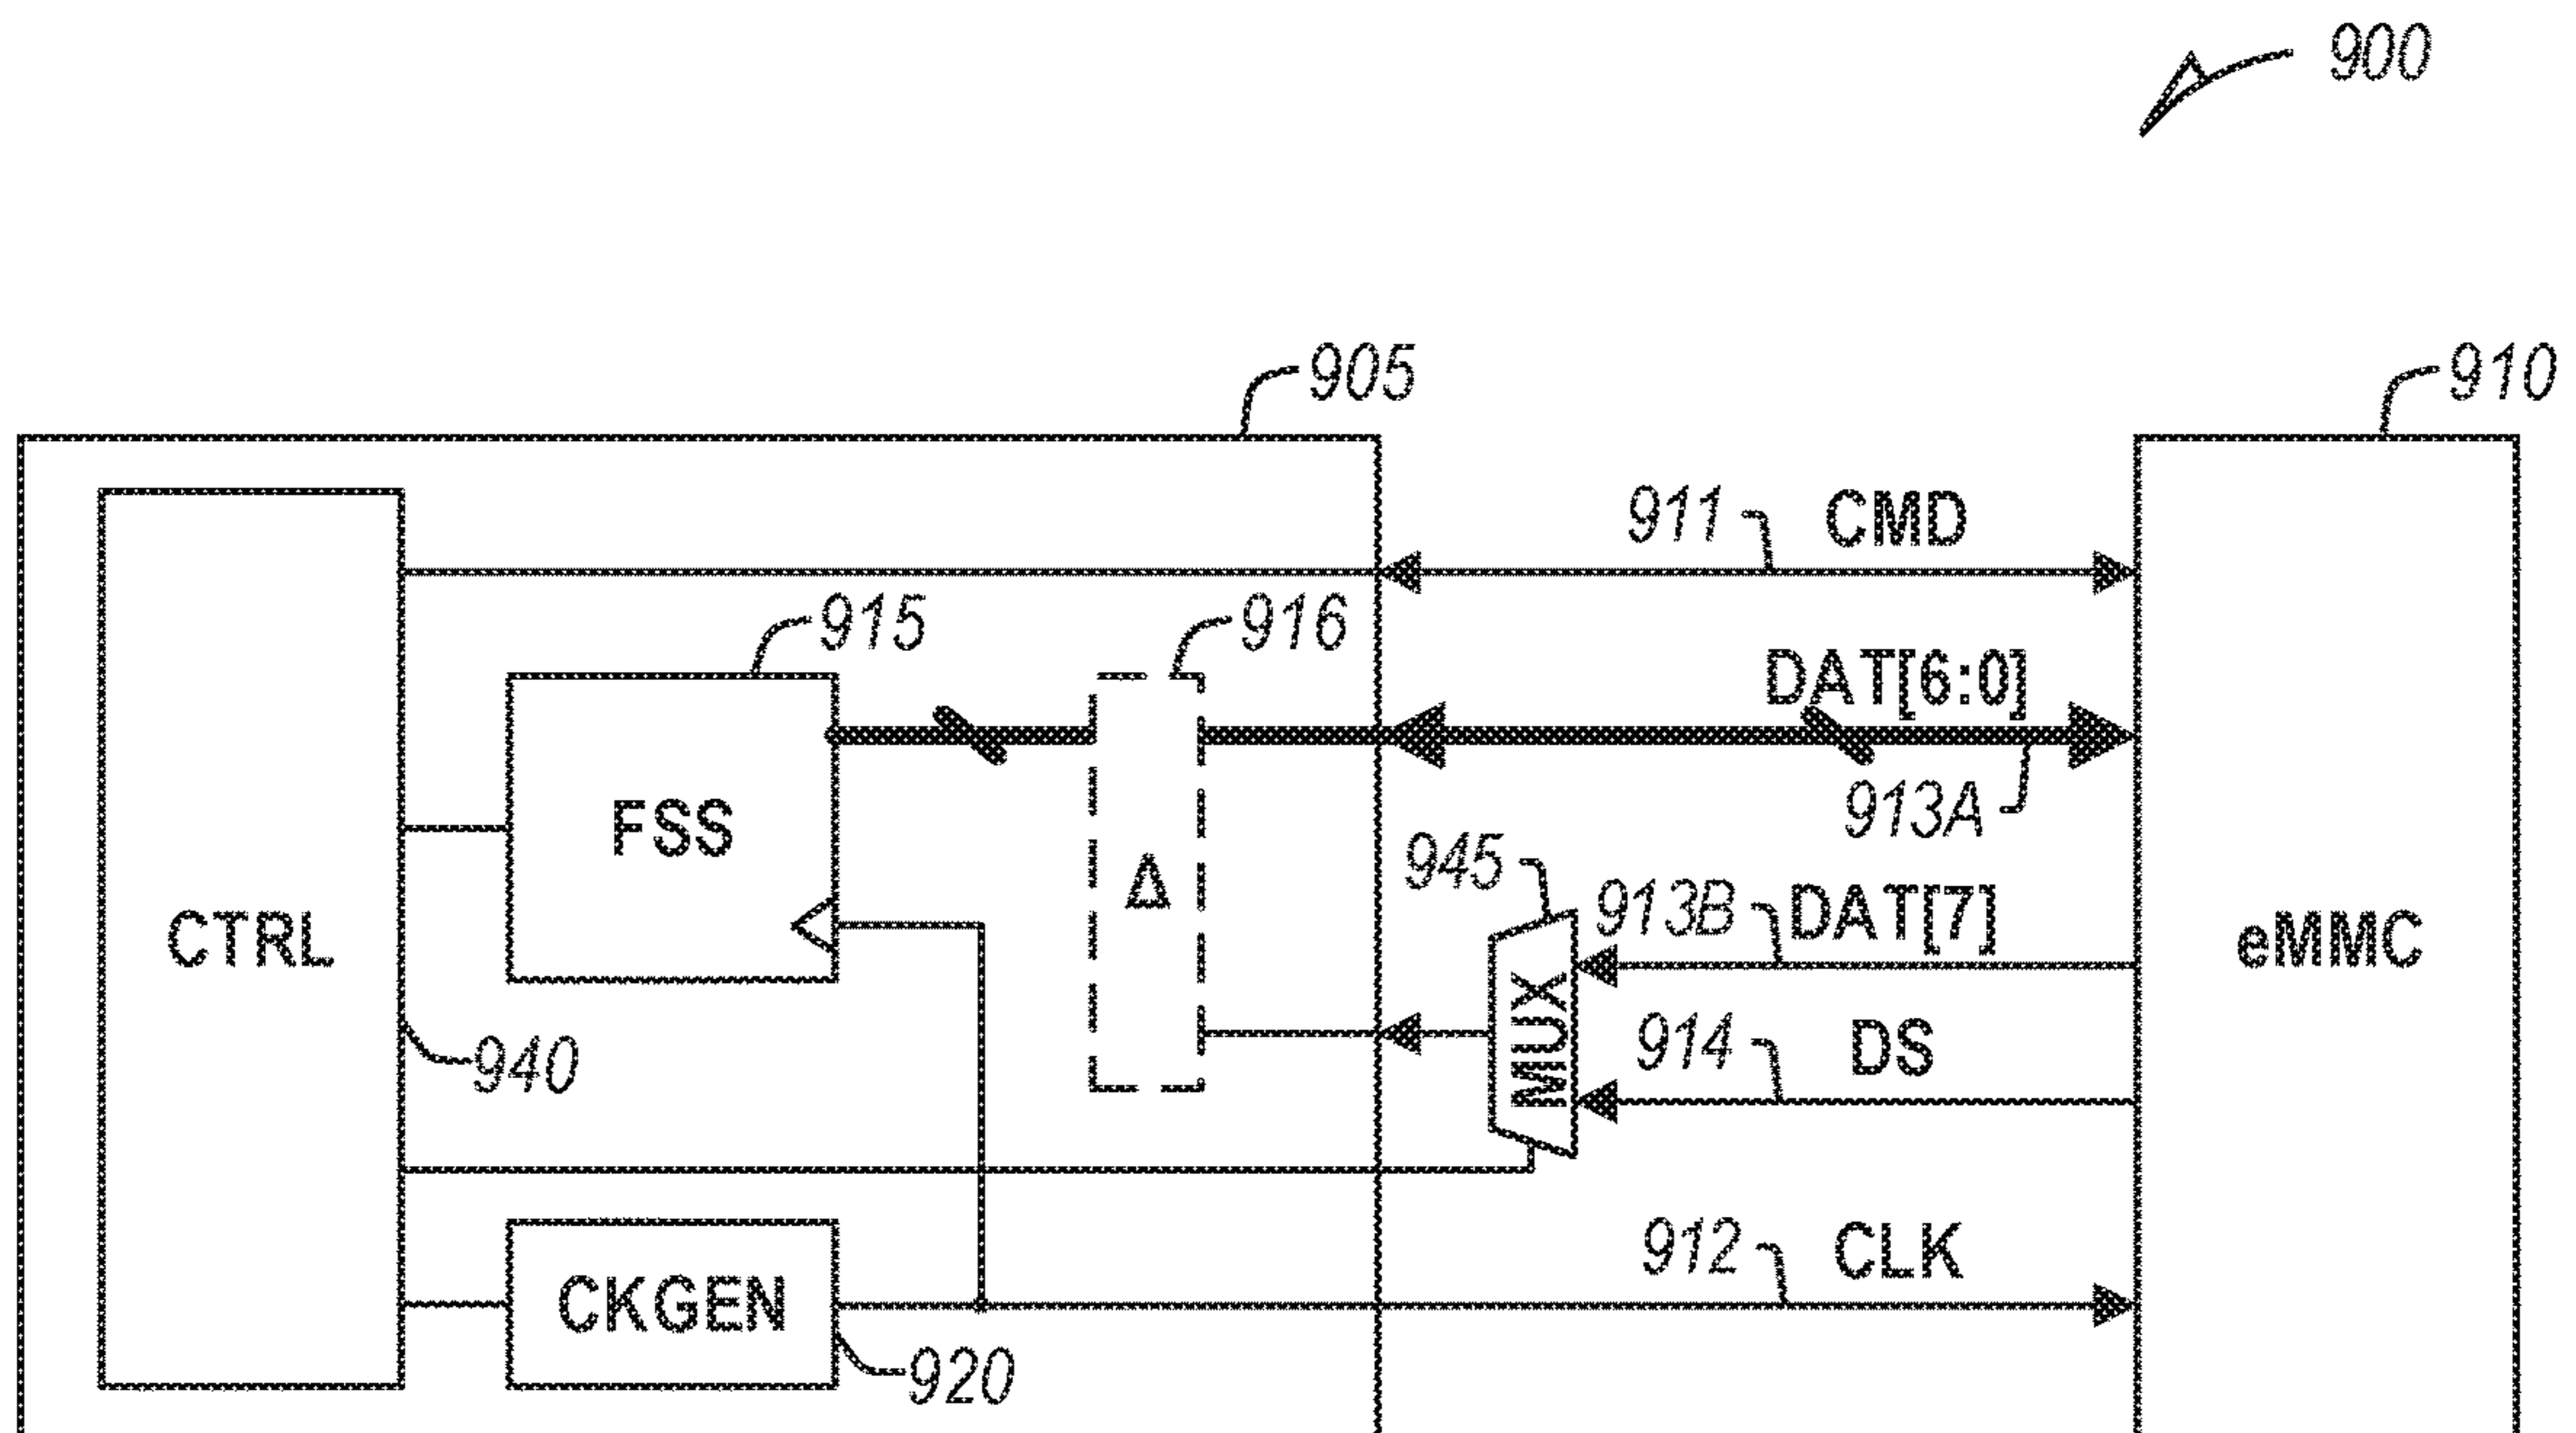 900
905
910
911 CMD
915
916
DAT[6:0]
913A
FSS
Δ
945
913B DAT[7]
CTRL
eMMC
MUX
914 DS
940
912 CLK
CKGEN
920